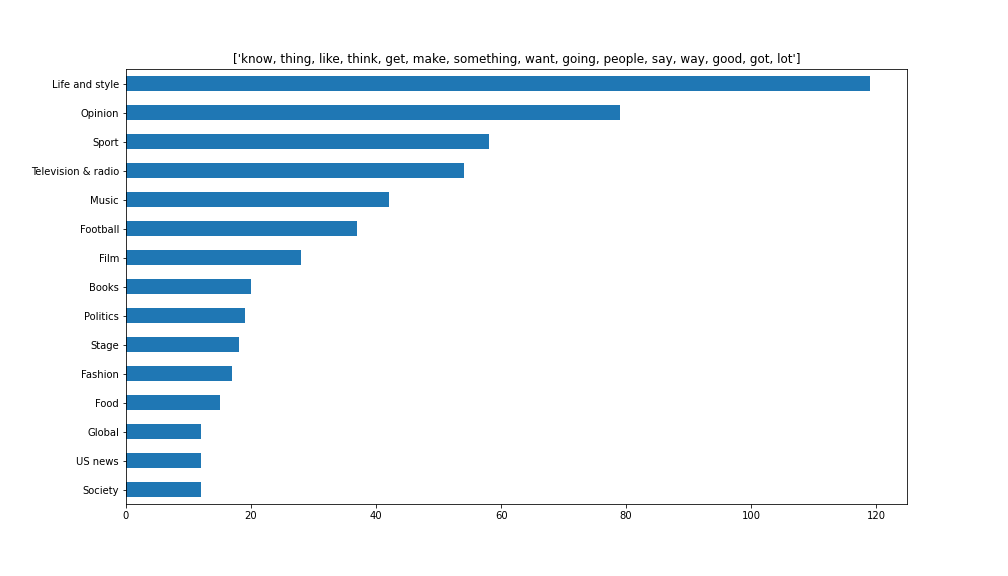 ['know, thing, like, think, get, make, something, want, going, people, say, way, good, got, lot']
Life and style
Opinion
Sport
Television & radio
Music
Football
Film
Books
Politics
Stage
Fashion
Food
Global
US news
Society
0 20 40 60 80 100 120